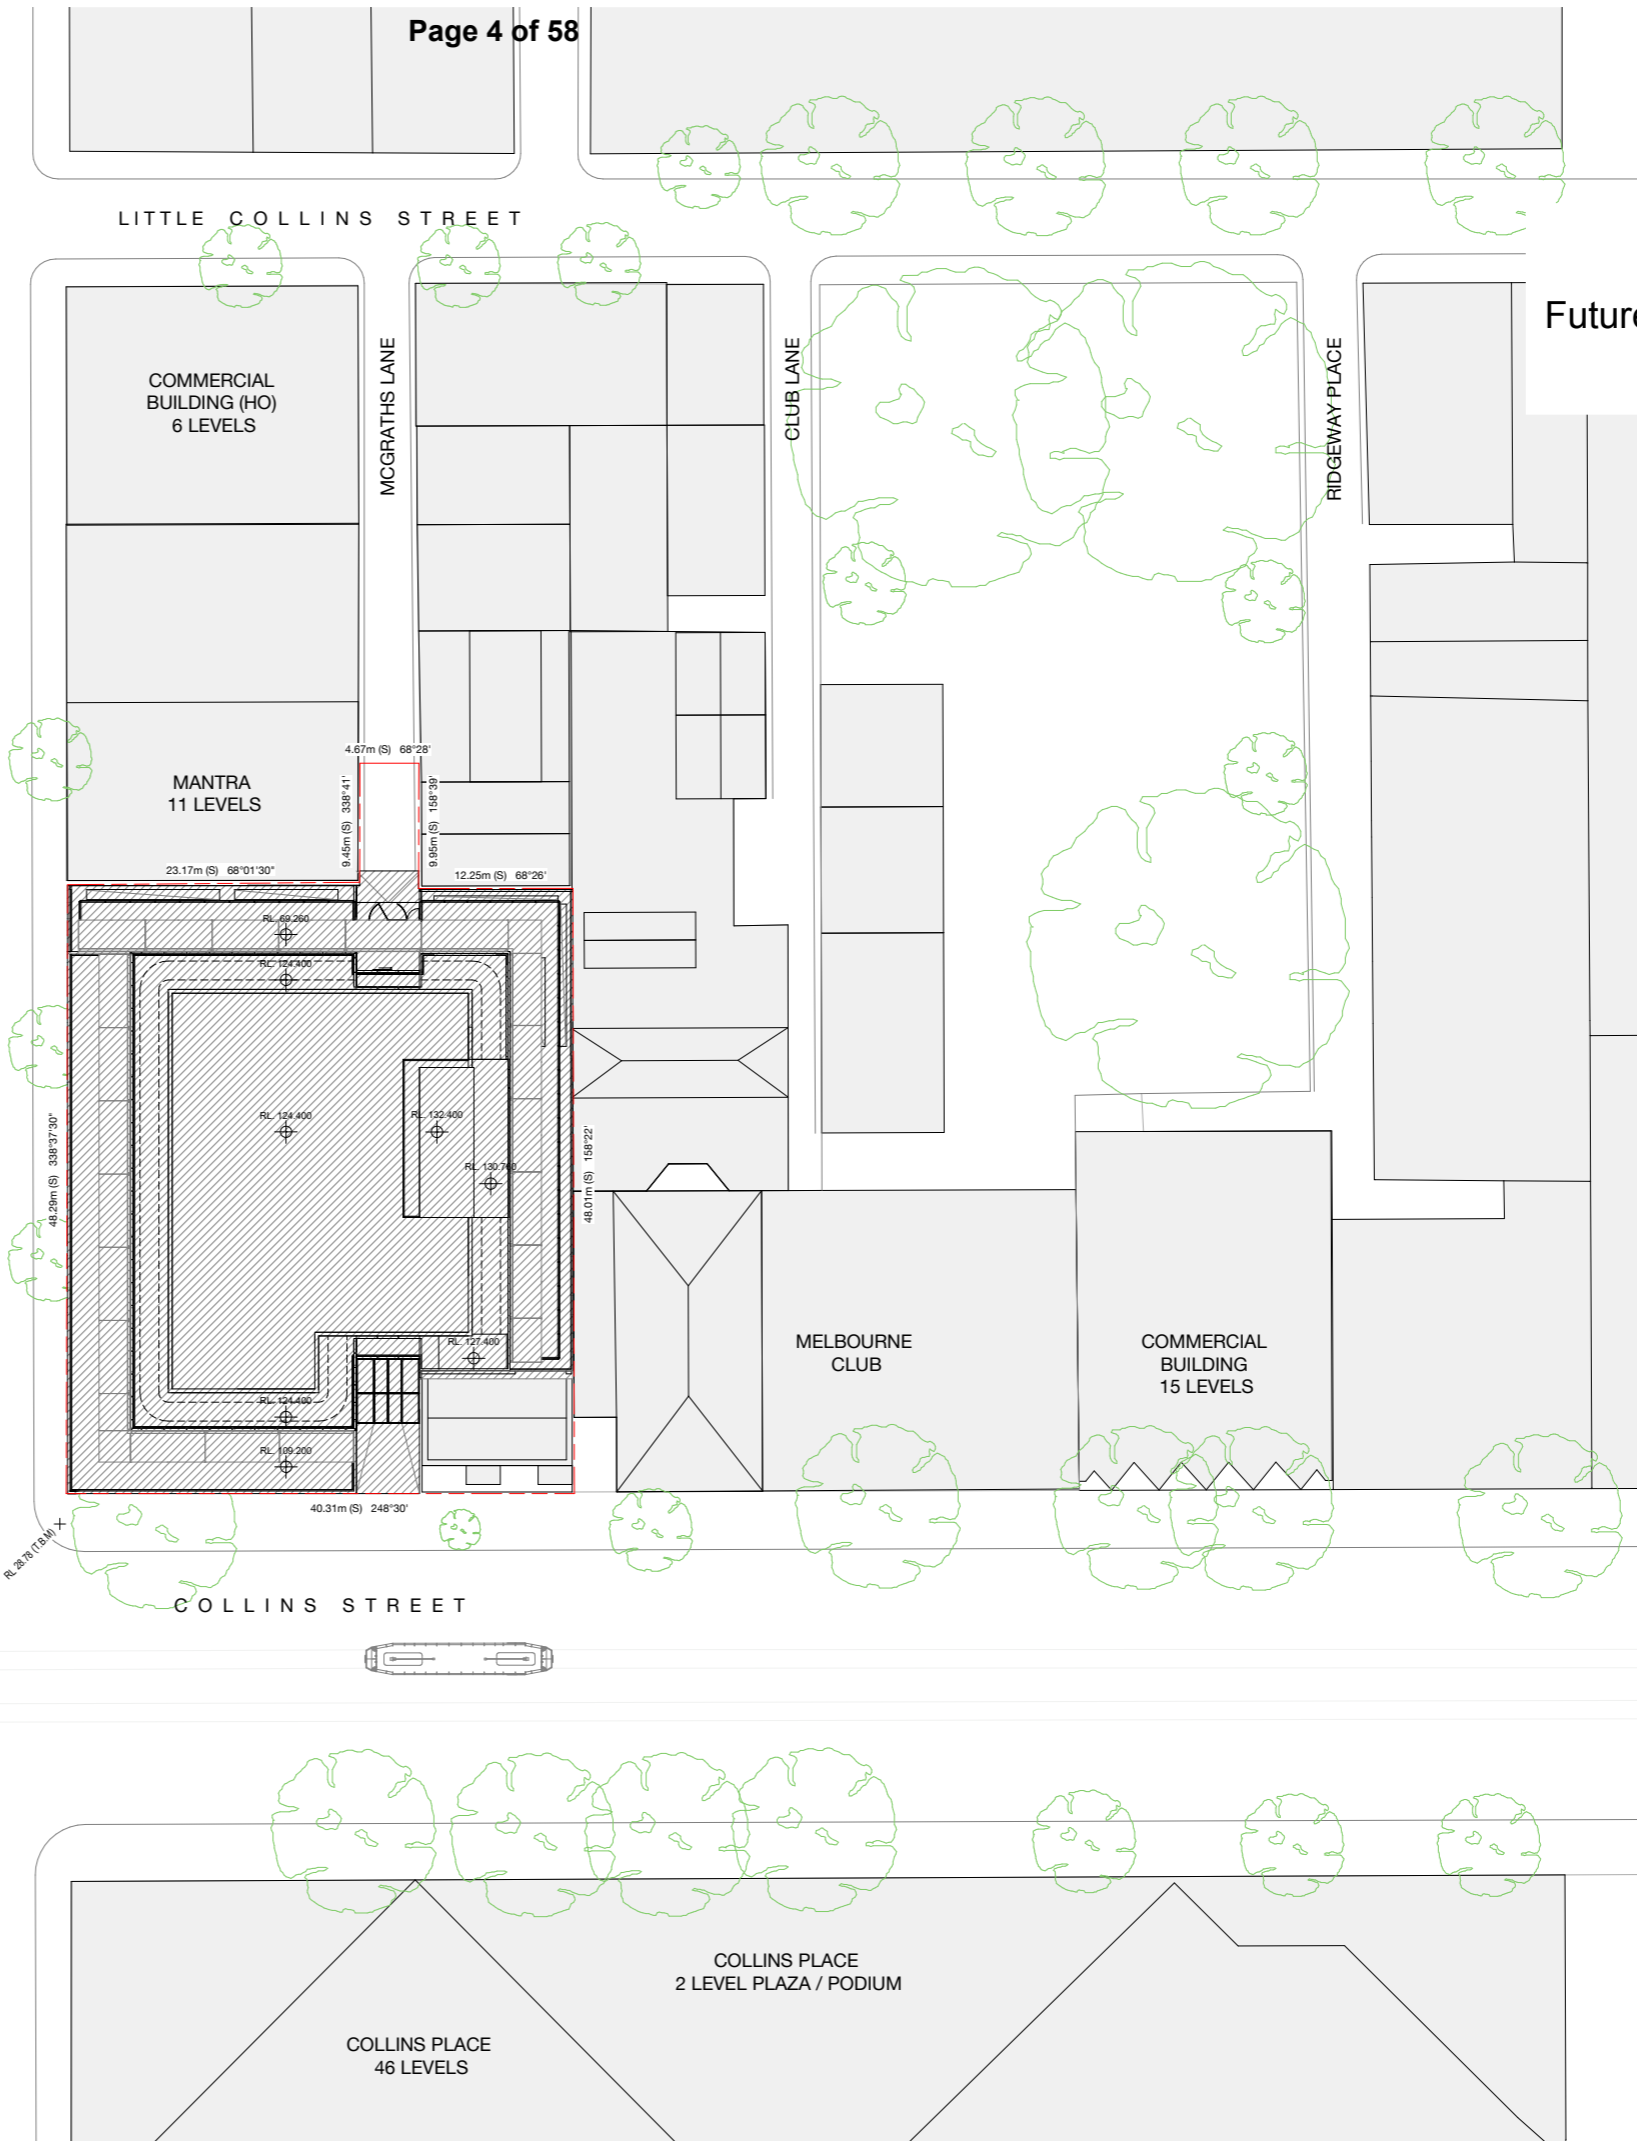 Page 4 of 58
LITTLE COLLINS STREET
Future
COMMERCIAL
BUILDING (HO)
6 LEVELS
MCGRATHS LANE
CLUB LANE
RIDGEWAY PLACE
4.67m (S) 68°28'
MANTRA
11 LEVELS
9.45m (S) 338°41'
9.95m (S) 158°39'
23.17m (S) 68°01'30"
12.25m (S) 68°26'
RL. 69.260
RL. 124.400
RL. 124.400
RL. 132.400
RL. 130.760
48.29m (S) 338°37'30"
48.01m (S) 158°22'
RL. 127.400
MELBOURNE
CLUB
COMMERCIAL
BUILDING
15 LEVELS
RL. 124.400
RL. 109.200
40.31m (S) 248°30'
RL 28.78 (T.B.M)
COLLINS STREET
COLLINS PLACE
2 LEVEL PLAZA / PODIUM
COLLINS PLACE
46 LEVELS